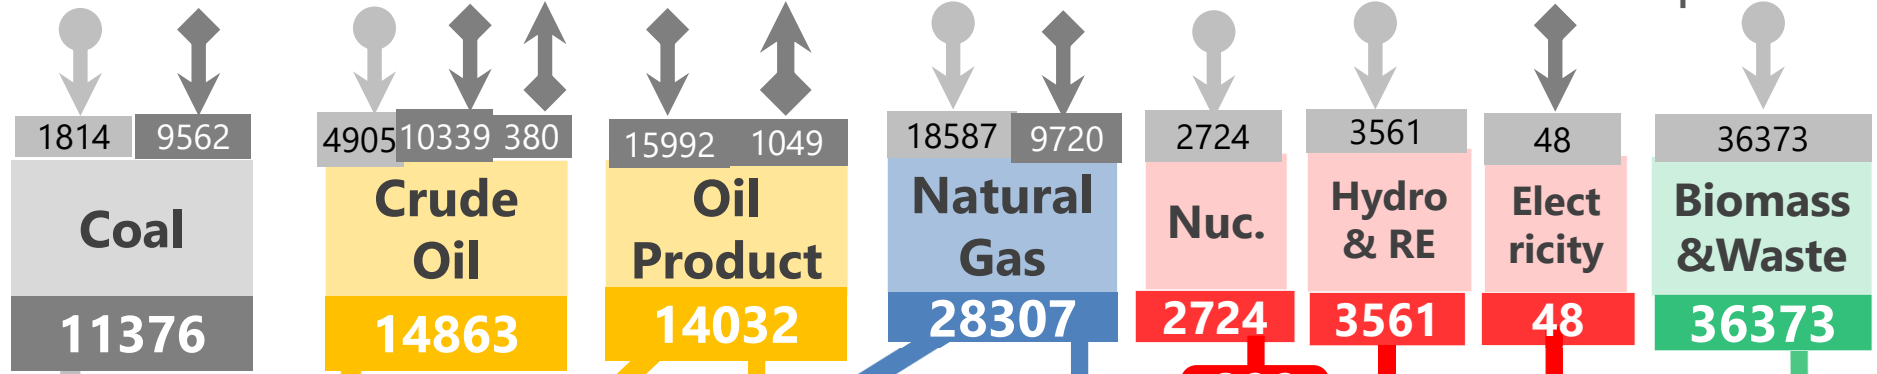 1814 9562 4905 10339 380 15992 1049 18587 9720 2724 3561 48 36373
Coal
Crude
Oil
Oil
Product
Natural
Gas
Nuc.
Hydro
& RE
Elect
ricity
Biomass
&Waste
11376 14863 14032 28307 2724 3561 48 36373